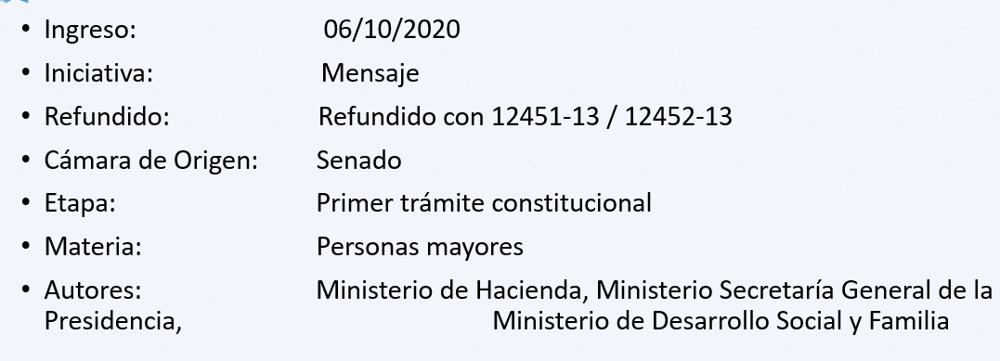 • Ingreso: 06/10/2020
• Iniciativa: Mensaje
• Refundido: Refundido con 12451-13 / 12452-13
• Cámara de Origen: Senado
• Etapa: Primer trámite constitucional
• Materia: Personas mayores
• Autores: Ministerio de Hacienda, Ministerio Secretaría General de la
Presidencia, Ministerio de Desarrollo Social y Familia